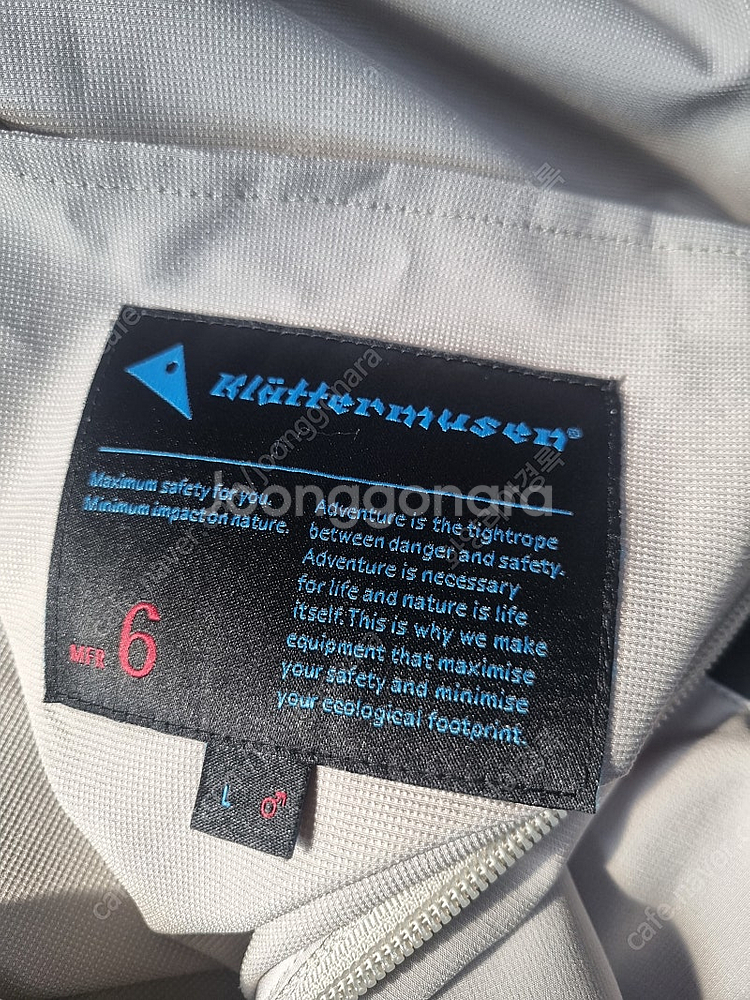 Klättermusen®
Maximum safety for you.
Minimum impact on nature.
Adventure is the tightrope
between danger and safety.
Adventure is necessary
for life and nature is life
itself. This is why we make
equipment that maximise
your safety and minimise
your ecological footprint.
MFR 6
L ♂
Joonggonara